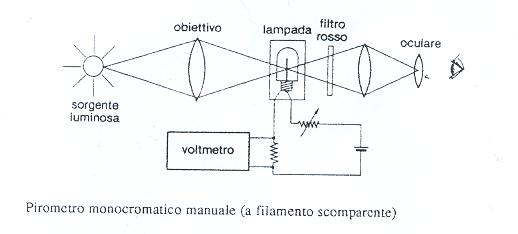 obiettivo
lampada
filtro
rosso
oculare
sorgente
luminosa
voltmetro
Pirometro monocromatico manuale (a filamento scomparente)